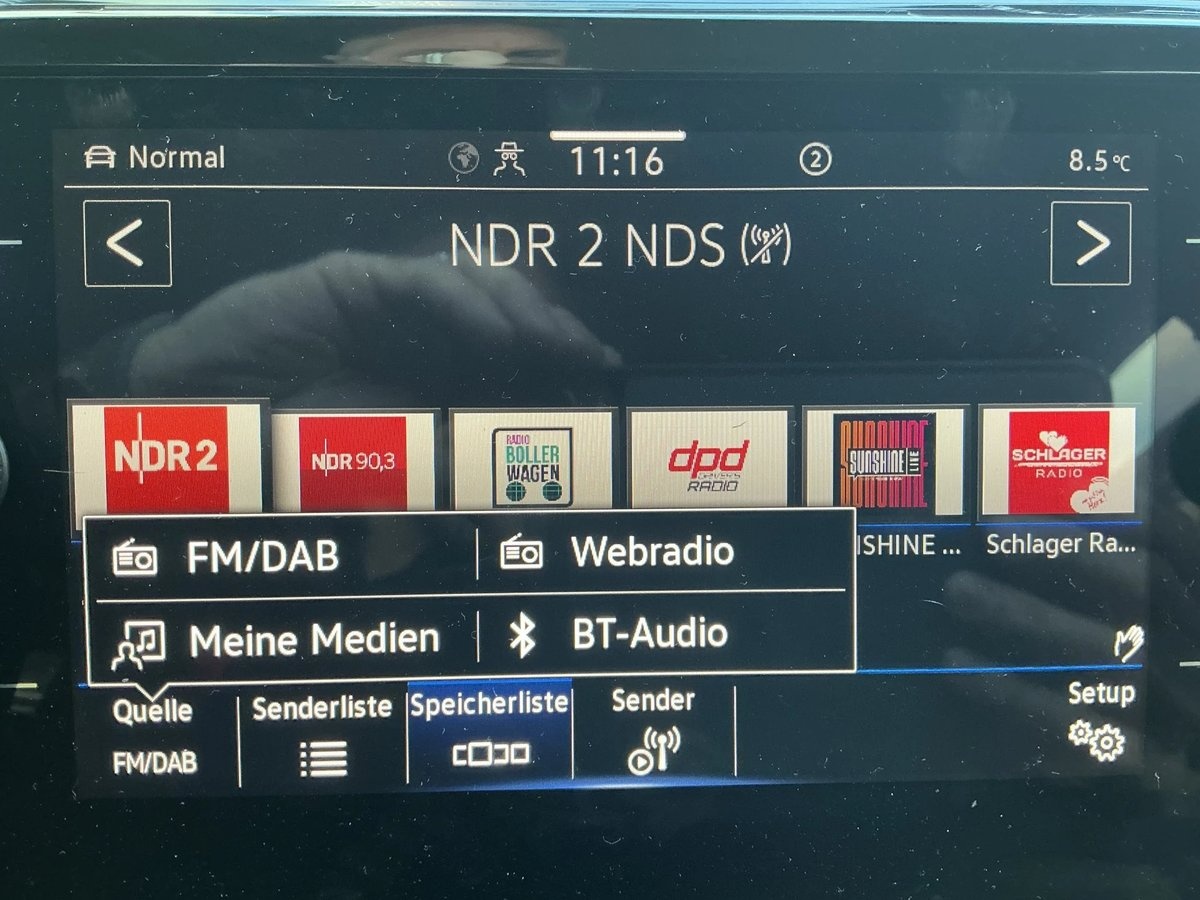 Normal
11:16
2
8.5°C
<
NDR 2 NDS
>
NDR 2
NDR 90,3
RADIO
BOLLER
WAGEN
dpd
DRIVER'S
RADIO
SUNSHINE
LIVE
SCHLAGER
RADIO
NSHINE ...
Schlager Ra...
FM/DAB
Webradio
Meine Medien
BT-Audio
Quelle
FM/DAB
Senderliste
Speicherliste
Sender
Setup